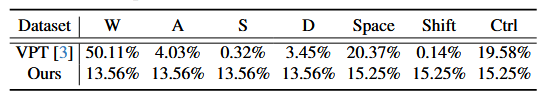 Dataset W A S D Space Shift Ctrl
VPT [3] 50.11% 4.03% 0.32% 3.45% 20.37% 0.14% 19.58%
Ours 13.56% 13.56% 13.56% 13.56% 15.25% 15.25% 15.25%